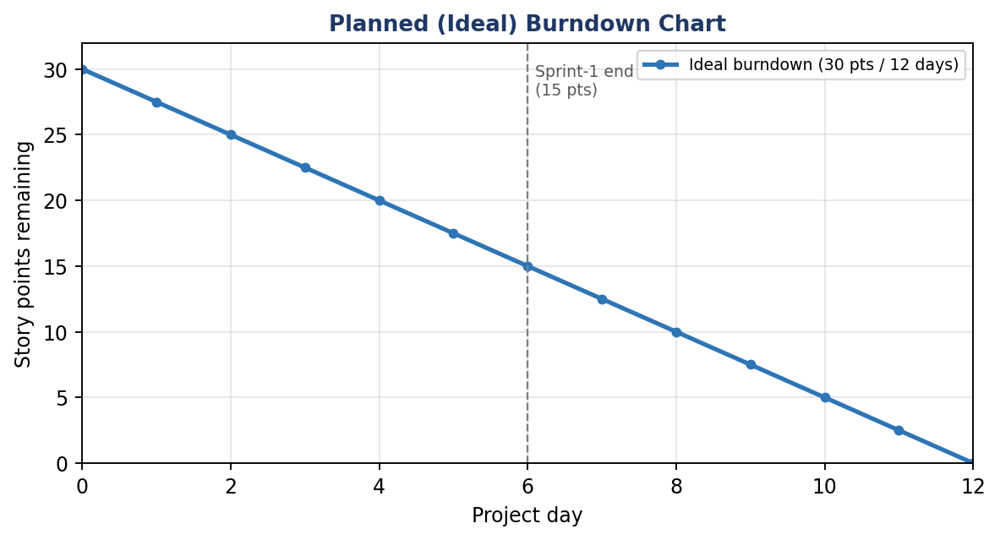 Planned (Ideal) Burndown Chart
Ideal burndown (30 pts / 12 days)
Sprint-1 end
(15 pts)
Story points remaining
30
25
20
15
10
5
0
0 2 4 6 8 10 12
Project day